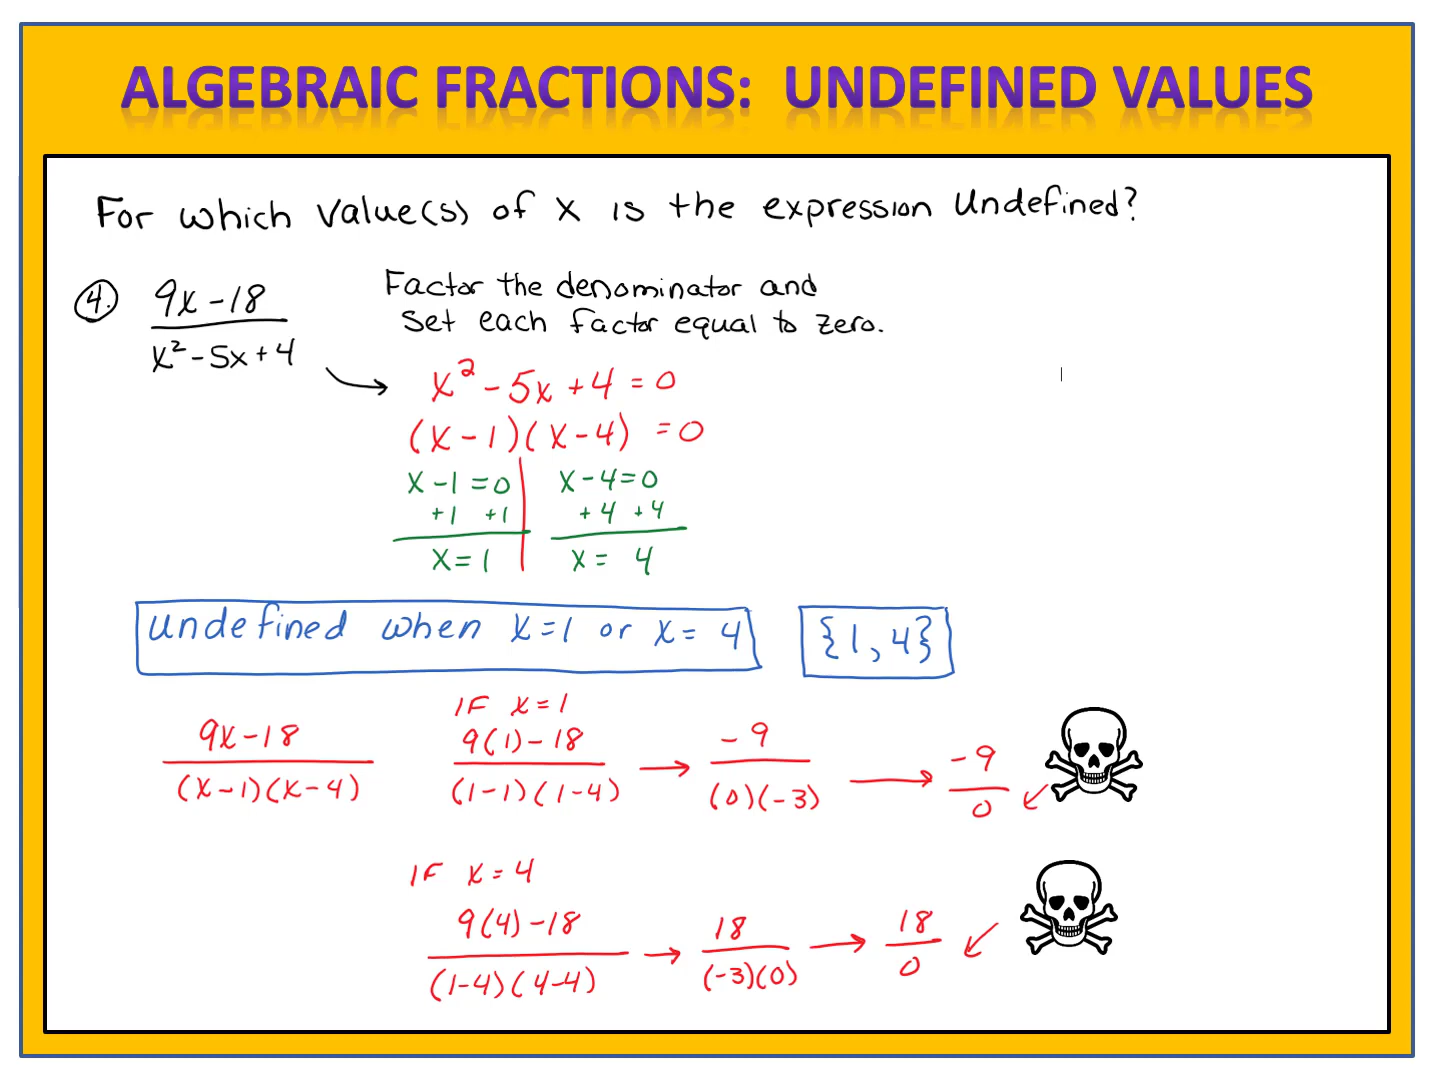 ALGEBRAIC FRACTIONS: UNDEFINED VALUES
For which value(s) of x is the expression undefined?
4. 9x - 18
x² - 5x + 4
Factor the denominator and
set each factor equal to zero.
x² - 5x + 4 = 0
(x - 1)(x - 4) = 0
x - 1 = 0 x - 4 = 0
+1 +1 +4 +4
x = 1 x = 4
undefined when x = 1 or x = 4 {1, 4}
IF x = 1
9x - 18 9(1) - 18 → -9 → -9
(x - 1)(x - 4) (1 - 1)(1 - 4) (0)(-3) 0
IF x = 4
9(4) - 18 → 18 → 18
(1 - 4)(4 - 4) (-3)(0) 0